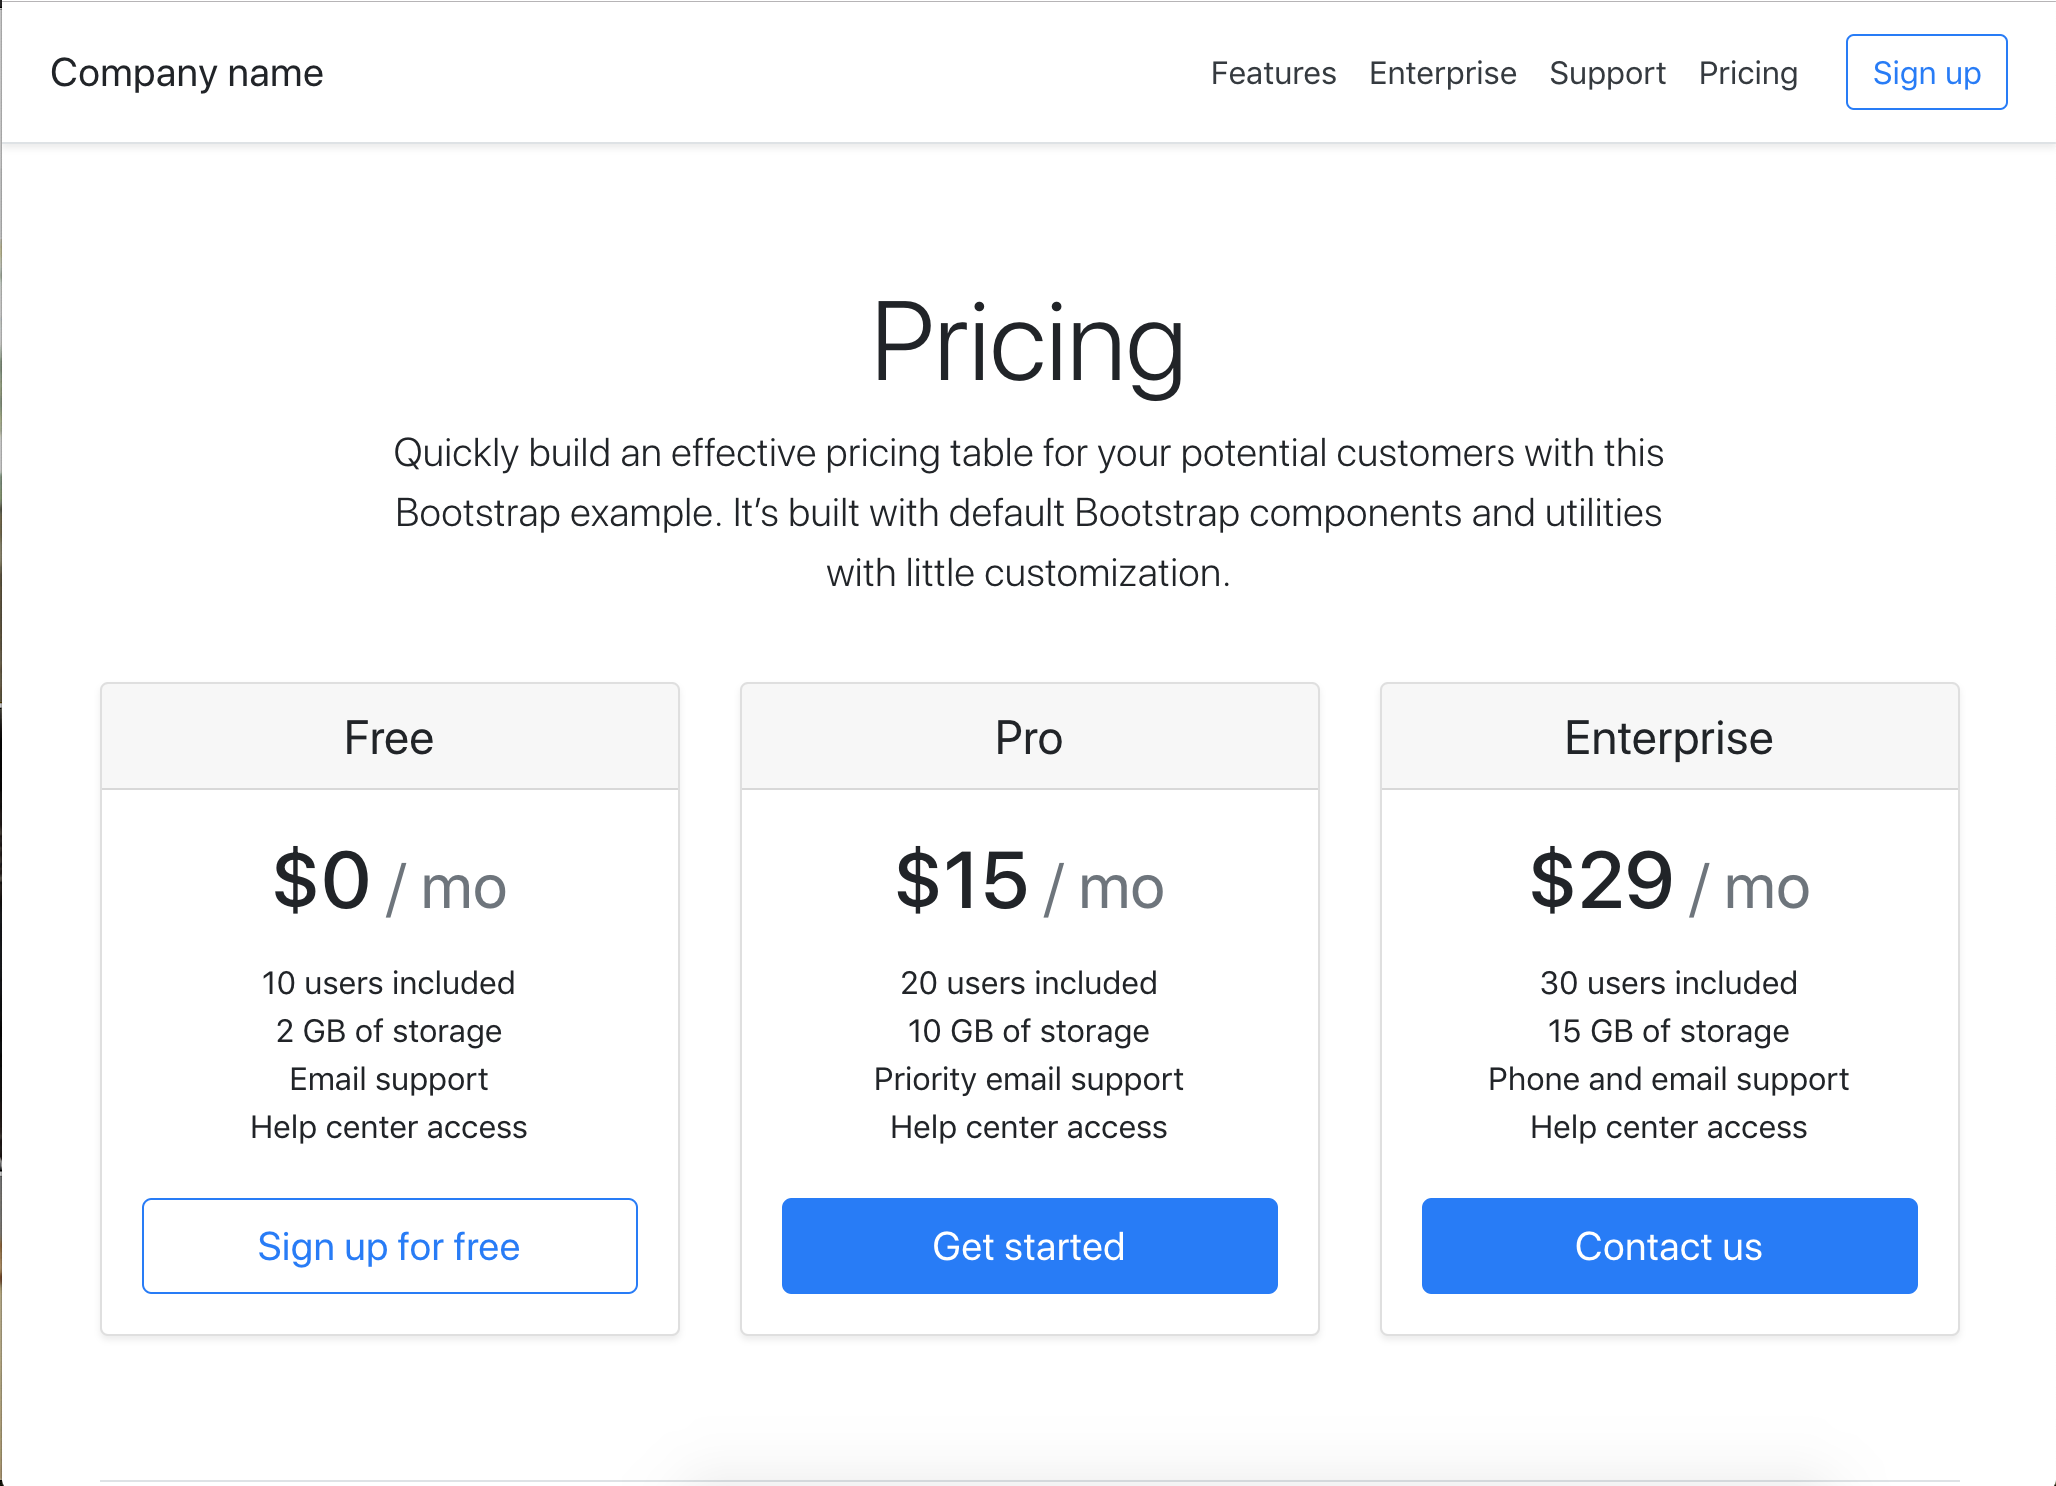 Company name
Features Enterprise Support Pricing Sign up
Pricing
Quickly build an effective pricing table for your potential customers with this
Bootstrap example. It’s built with default Bootstrap components and utilities
with little customization.
Free
$0 / mo
10 users included
2 GB of storage
Email support
Help center access
Sign up for free
Pro
$15 / mo
20 users included
10 GB of storage
Priority email support
Help center access
Get started
Enterprise
$29 / mo
30 users included
15 GB of storage
Phone and email support
Help center access
Contact us